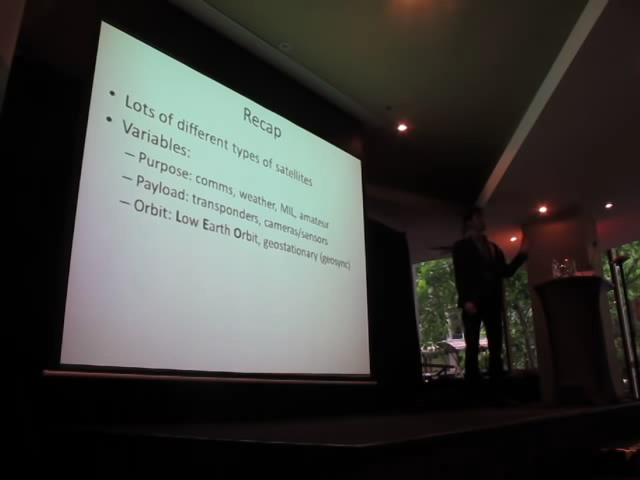 Recap
• Lots of different types of satellites
• Variables:
– Purpose: comms, weather, MIL, amateur
– Payload: transponders, cameras/sensors
– Orbit: Low Earth Orbit, geostationary (geosync)